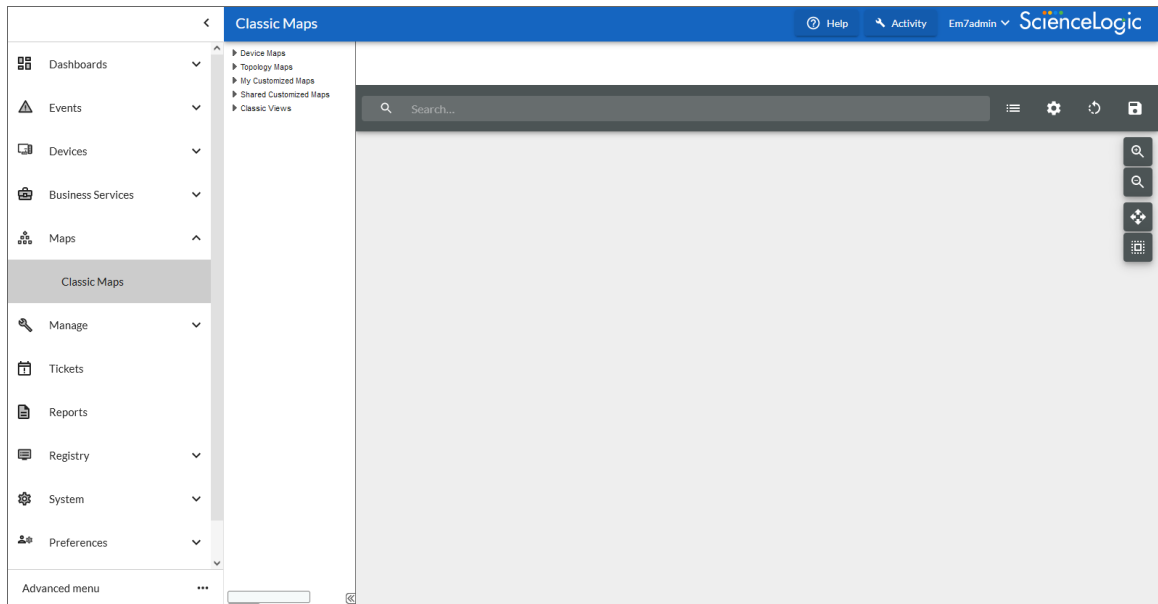 Classic Maps
Help
Activity
Em7admin
ScienceLogic
Dashboards
Events
Devices
Business Services
Maps
Classic Maps
Manage
Tickets
Reports
Registry
System
Preferences
Advanced menu
Device Maps
Topology Maps
My Customized Maps
Shared Customized Maps
Classic Views
Search...